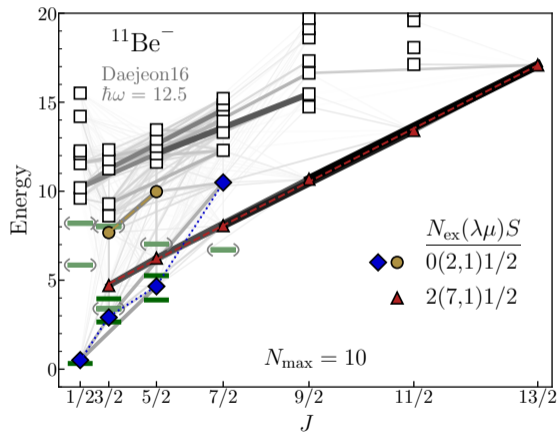 ¹¹Be⁻
Daejeon16
ℏω = 12.5
Energy
20
15
10
5
0
N_ex(λμ)S
0(2,1)1/2
2(7,1)1/2
N_max = 10
1/2 3/2 5/2 7/2 9/2 11/2 13/2
J